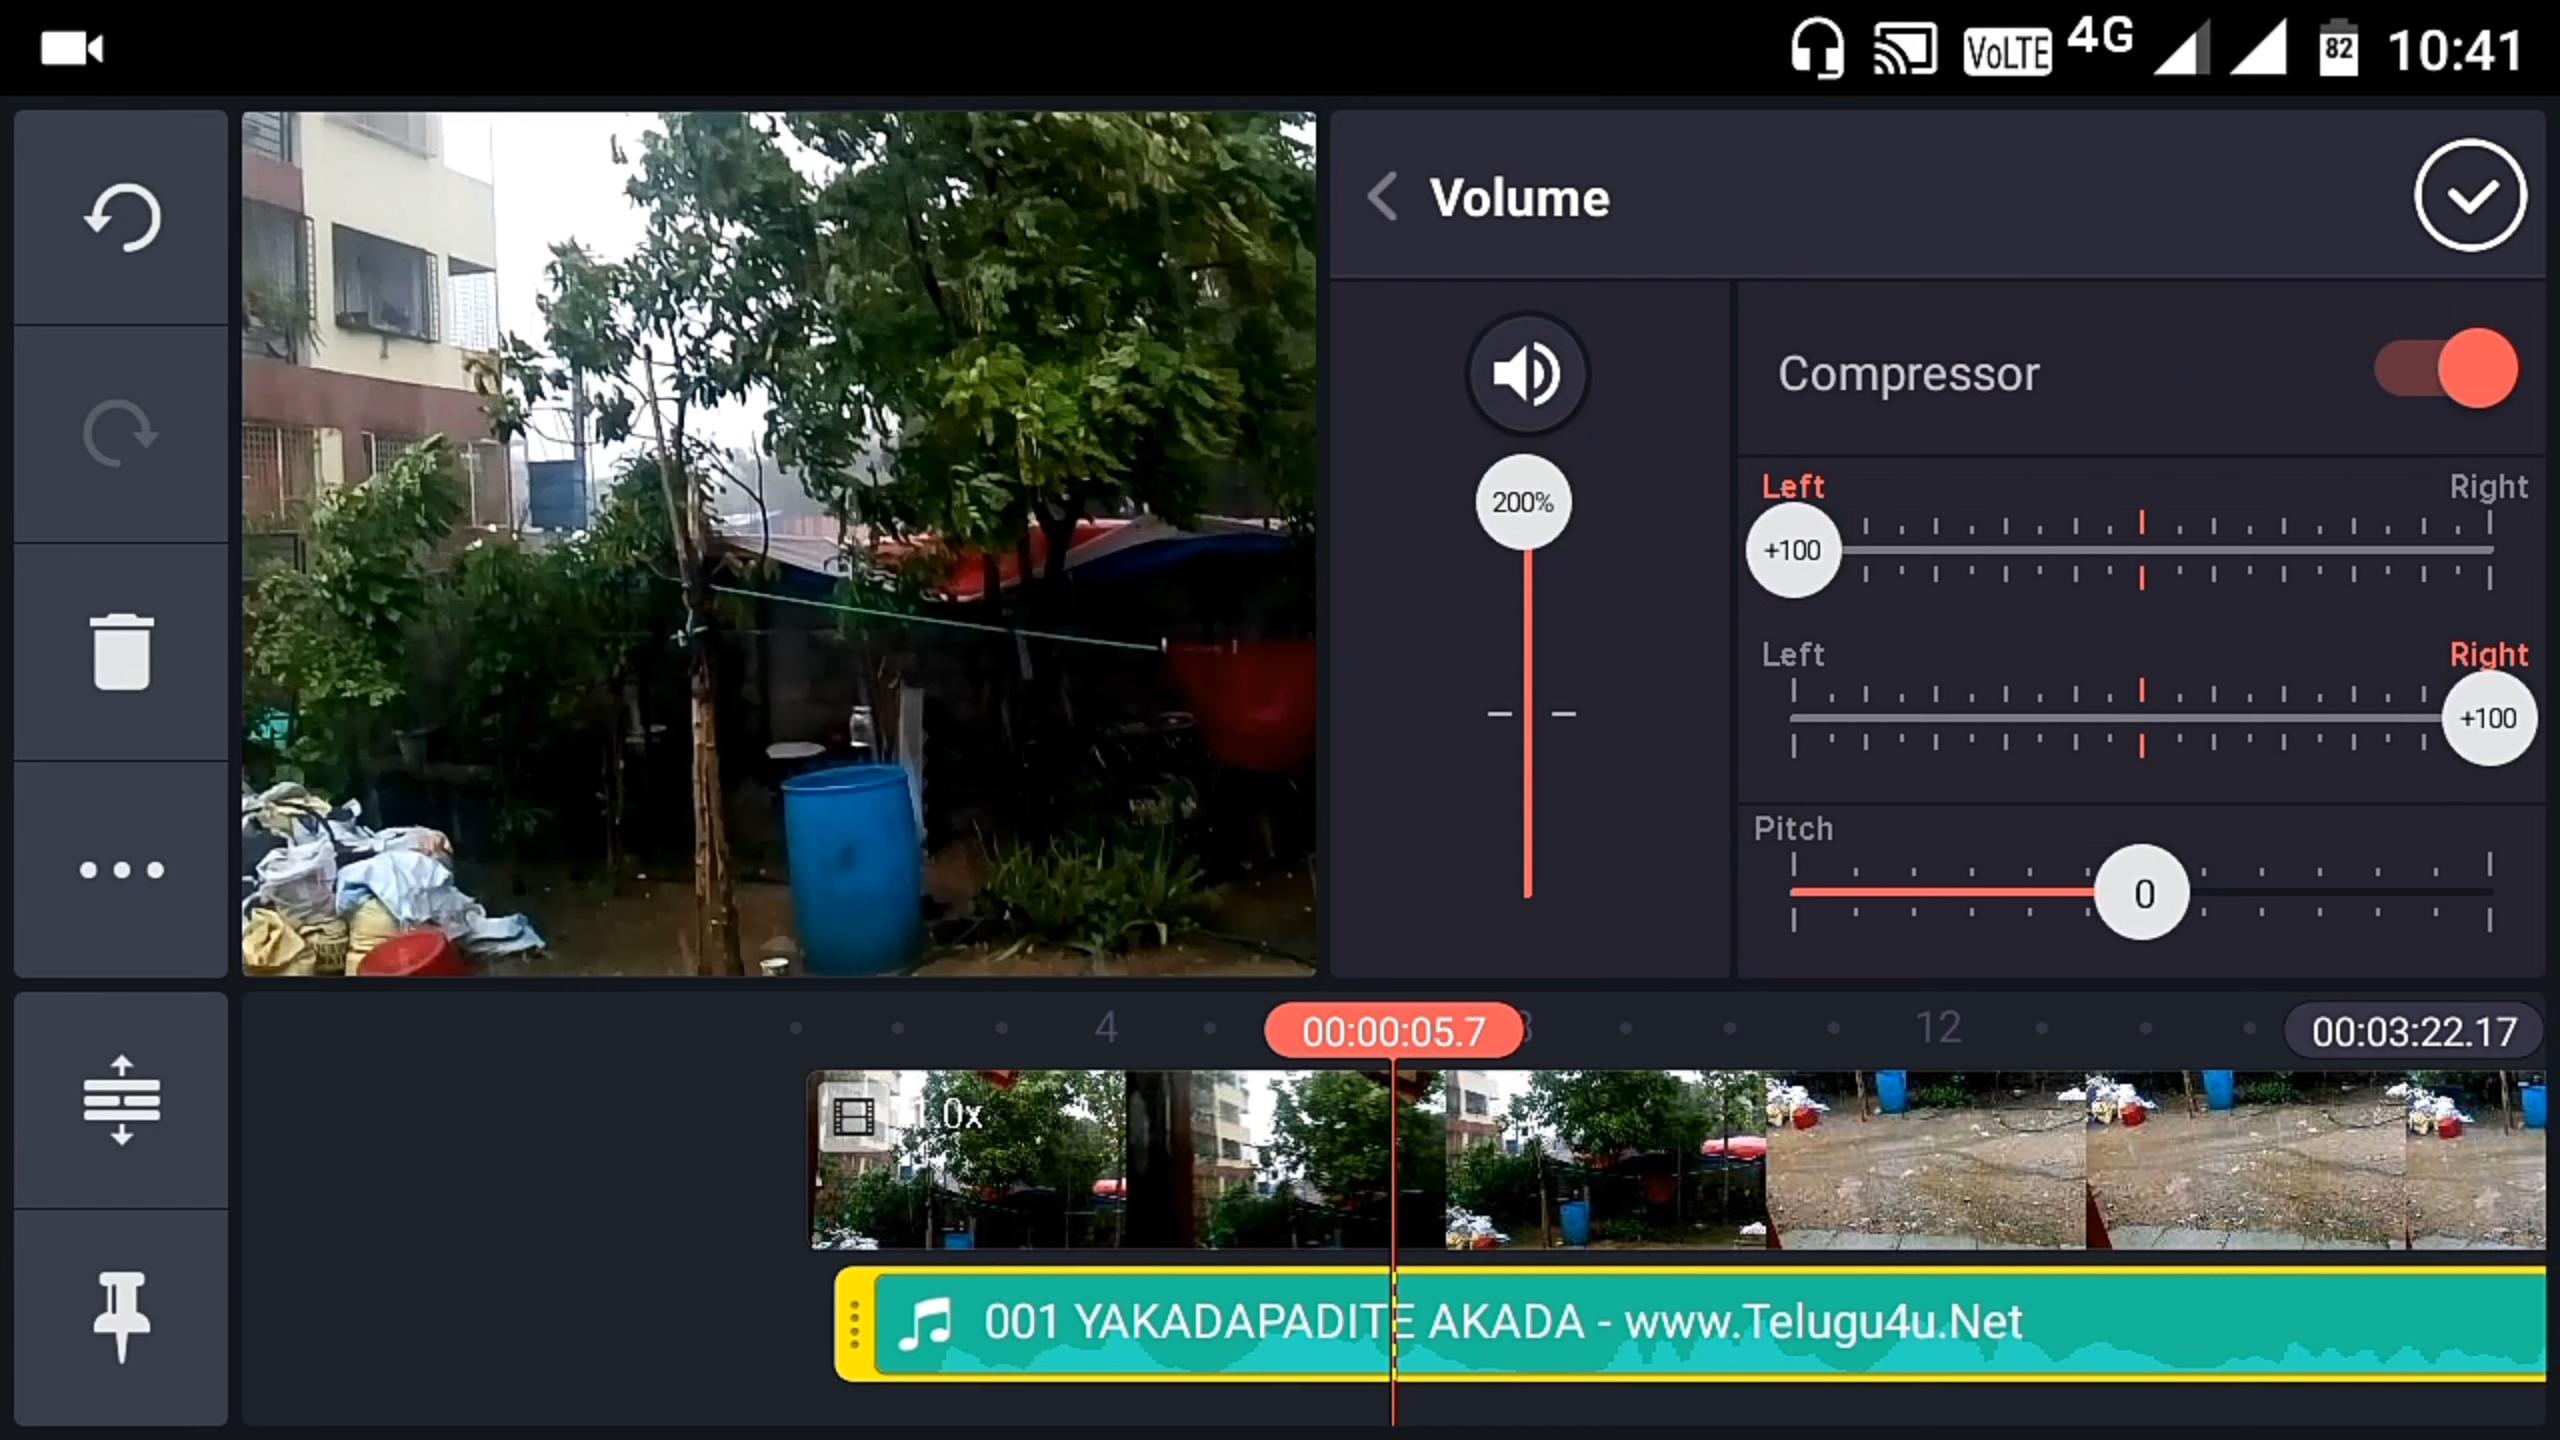 VoLTE 4G 82 10:41
Volume
Compressor
200%
Left Right
+100
Left Right
+100
Pitch
0
4 00:00:05.7 12 00:03:22.17
1.0x
001 YAKADAPADITE AKADA - www.Telugu4u.Net